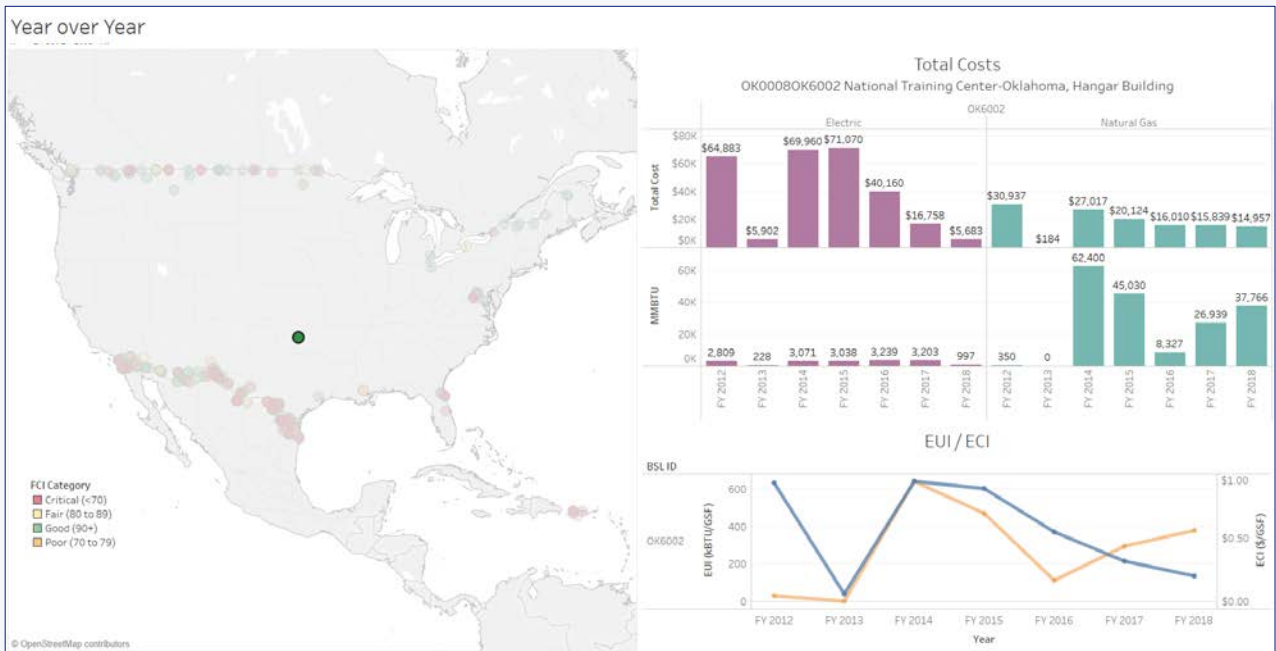 Year over Year
FCI Category
Critical (<70)
Fair (80 to 89)
Good (90+)
Poor (70 to 79)
© OpenStreetMap contributors
Total Costs
OK0008OK6002 National Training Center-Oklahoma, Hangar Building
OK6002
Electric Natural Gas
Total Cost
$80K
$60K
$40K
$20K
$0K
$64,883 $5,902 $69,960 $71,070 $40,160 $16,758 $5,683
$30,937 $184 $27,017 $20,124 $16,010 $15,839 $14,957
MMBTU
60K
40K
20K
0K
2,809 228 3,071 3,038 3,239 3,203 997
350 0 62,400 45,030 8,327 26,939 37,766
FY 2012 FY 2013 FY 2014 FY 2015 FY 2016 FY 2017 FY 2018
FY 2012 FY 2013 FY 2014 FY 2015 FY 2016 FY 2017 FY 2018
EUI / ECI
BSL ID
OK6002
EUI (kBTU/GSF)
600
400
200
0
$1.00
$0.50
$0.00
ECI ($/GSF)
FY 2012 FY 2013 FY 2014 FY 2015 FY 2016 FY 2017 FY 2018
Year